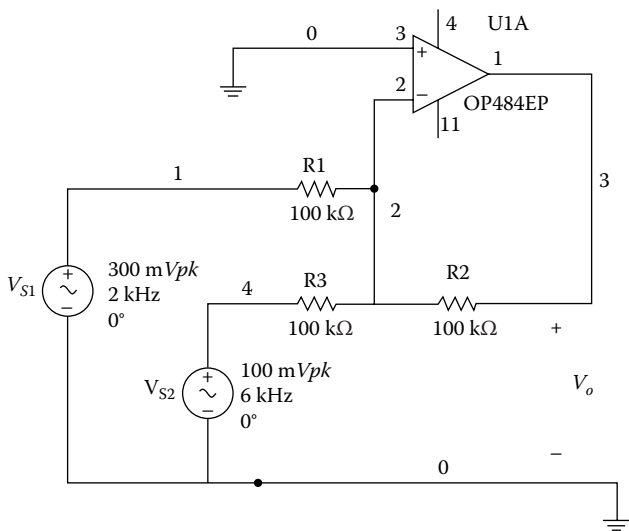 4
U1A
0
3
+
1
2
−
OP484EP
11
R1
1
100 kΩ
2
3
V_S1
+
−
300 mVpk
2 kHz
0°
4
R3
R2
100 kΩ
100 kΩ
+
V_S2
+
−
100 mVpk
6 kHz
0°
V_o
−
0